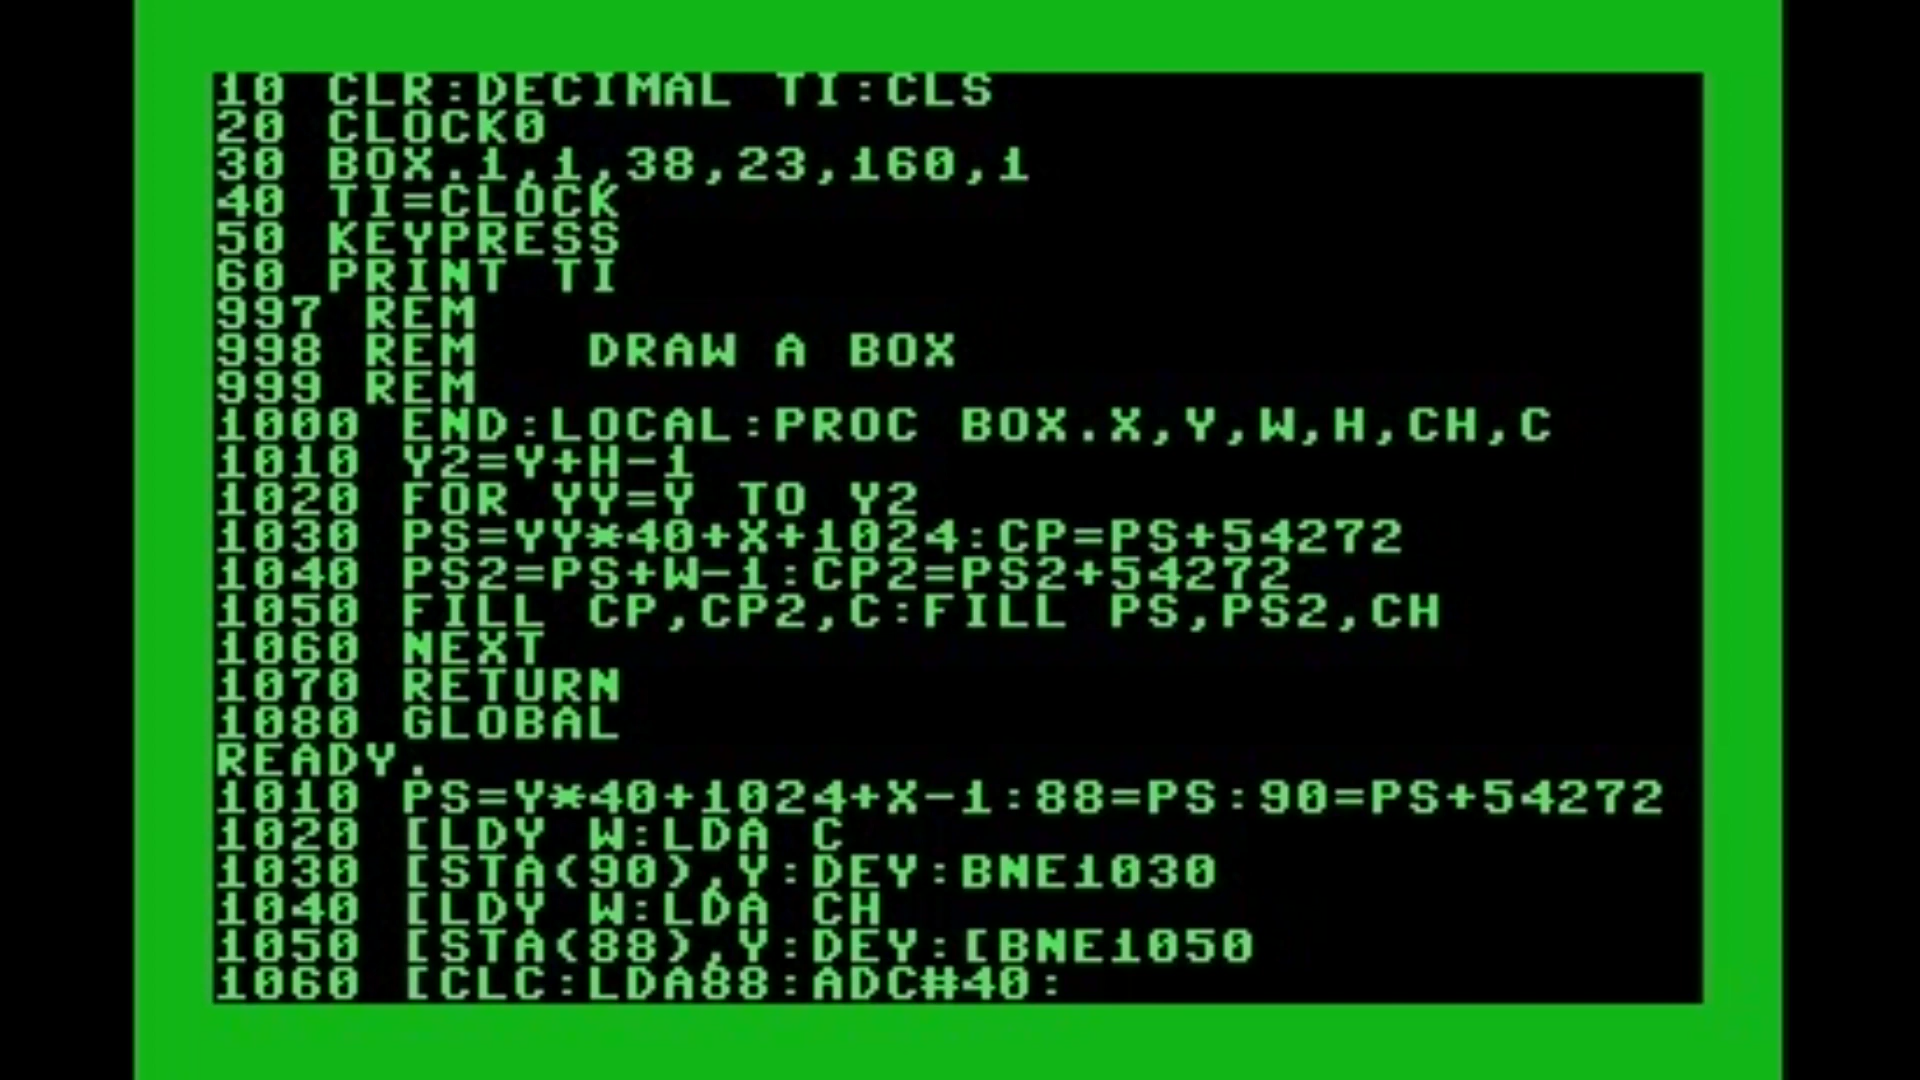 10 CLR:DECIMAL TI:CLS
20 CLOCK0
30 BOX.1,1,38,23,160,1
40 TI=CLOCK
50 KEYPRESS
60 PRINT TI
997 REM
998 REM   DRAW A BOX
999 REM
1000 END:LOCAL:PROC BOX.X,Y,W,H,CH,C
1010 Y2=Y+H-1
1020 FOR YY=Y TO Y2
1030 PS=YY*40+X+1024:CP=PS+54272
1040 PS2=PS+W-1:CP2=PS2+54272
1050 FILL CP,CP2,C:FILL PS,PS2,CH
1060 NEXT
1070 RETURN
1080 GLOBAL
READY.
1010 PS=Y*40+1024+X-1:88=PS:90=PS+54272
1020 [LDY W:LDA C
1030 [STA(90),Y:DEY:BNE1030
1040 [LDY W:LDA CH
1050 [STA(88),Y:DEY:[BNE1050
1060 [CLC:LDA88:ADC#40: